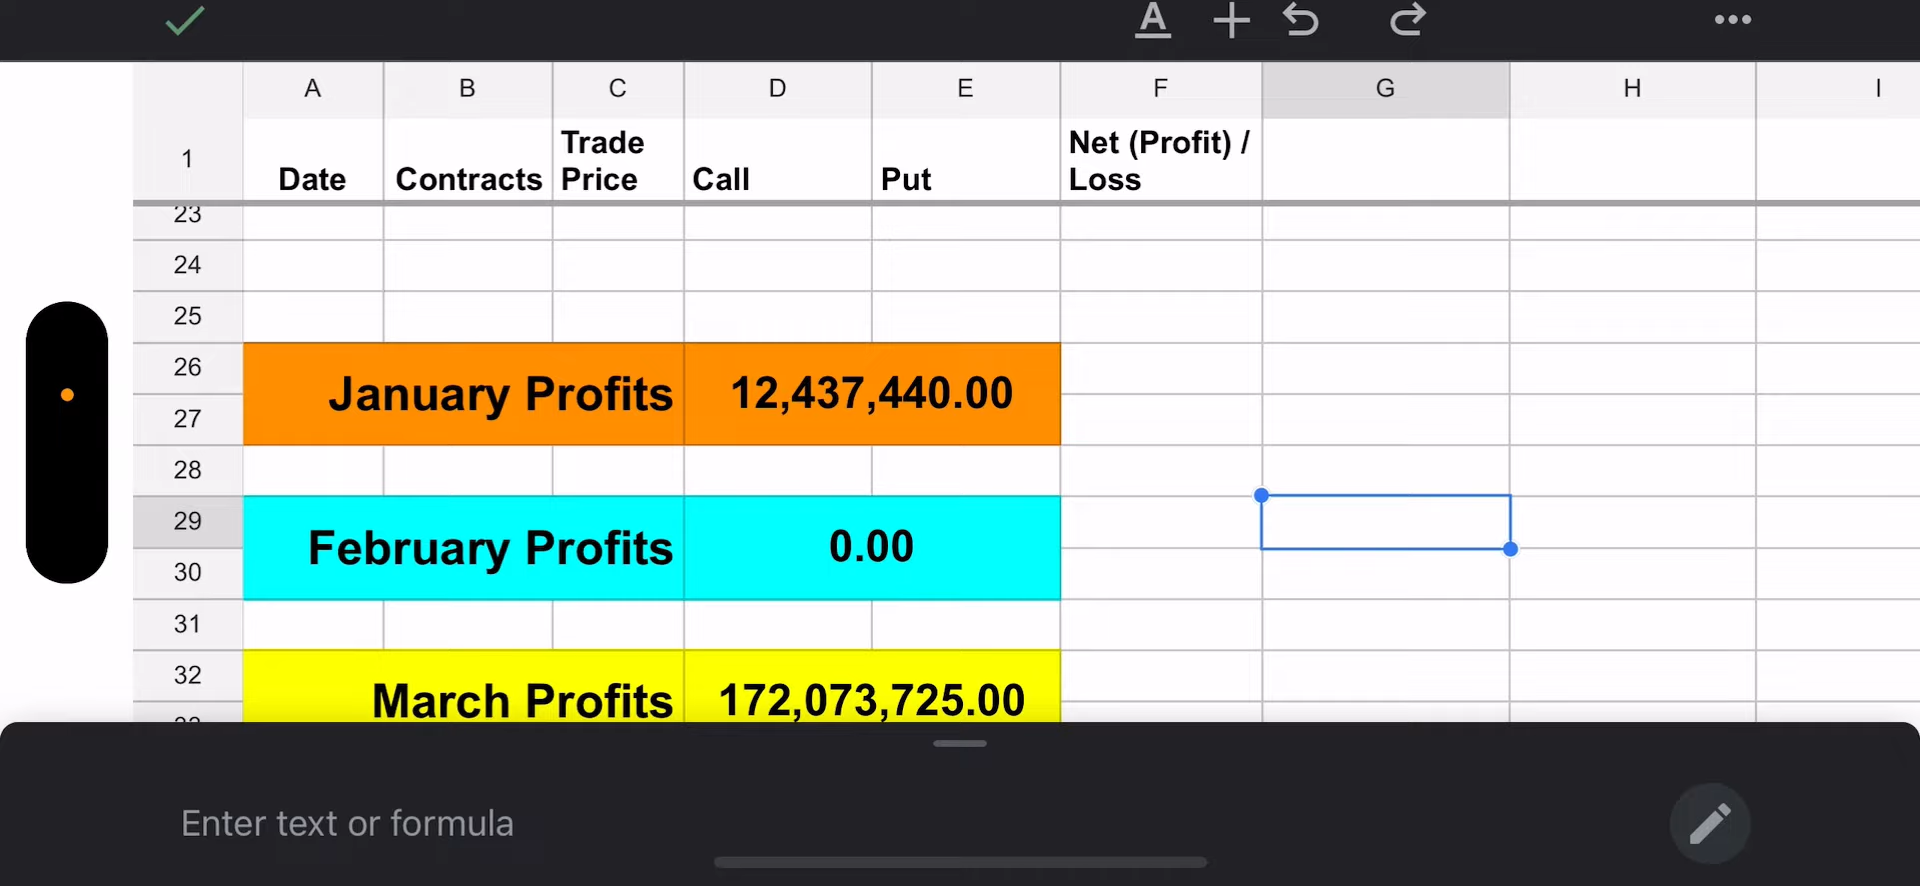 A B C D E F G H I
1 Date Contracts Trade Price Call Put Net (Profit) / Loss
23
24
25
26
January Profits 12,437,440.00
27
28
29
February Profits 0.00
30
31
32
March Profits 172,073,725.00
Enter text or formula